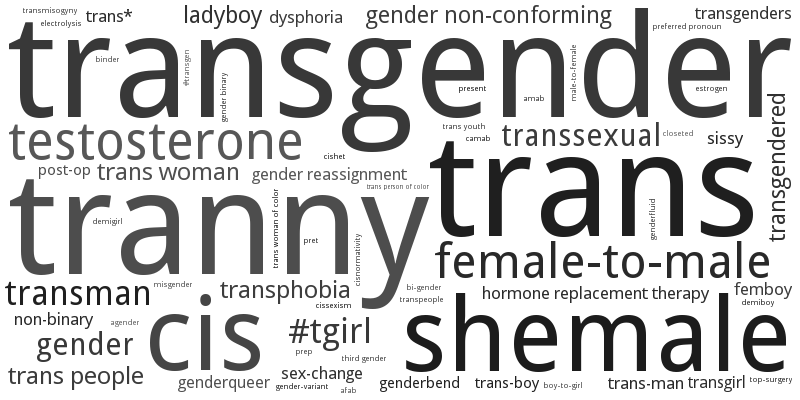 transmisogyny
trans*
electrolysis
ladyboy
dysphoria
gender non-conforming
transgenders
preferred pronoun
transgender
binder
#transgen
gender binary
present
amab
male-to-female
estrogen
testosterone
cishet
trans youth
camab
transsexual
closeted
sissy
transgendered
post-op
trans woman
gender reassignment
trans person of color
trans
tranny
demigirl
trans woman of color
pret
cisnormativity
genderfluid
female-to-male
transman
misgender
transphobia
cissexism
bi-gender
transpeople
hormone replacement therapy
femboy
demiboy
non-binary
agender
cis
#tgirl
shemale
gender
prep
third gender
trans people
genderqueer
sex-change
gender-variant
afab
genderbend
trans-boy
boy-to-girl
trans-man
transgirl
top-surgery